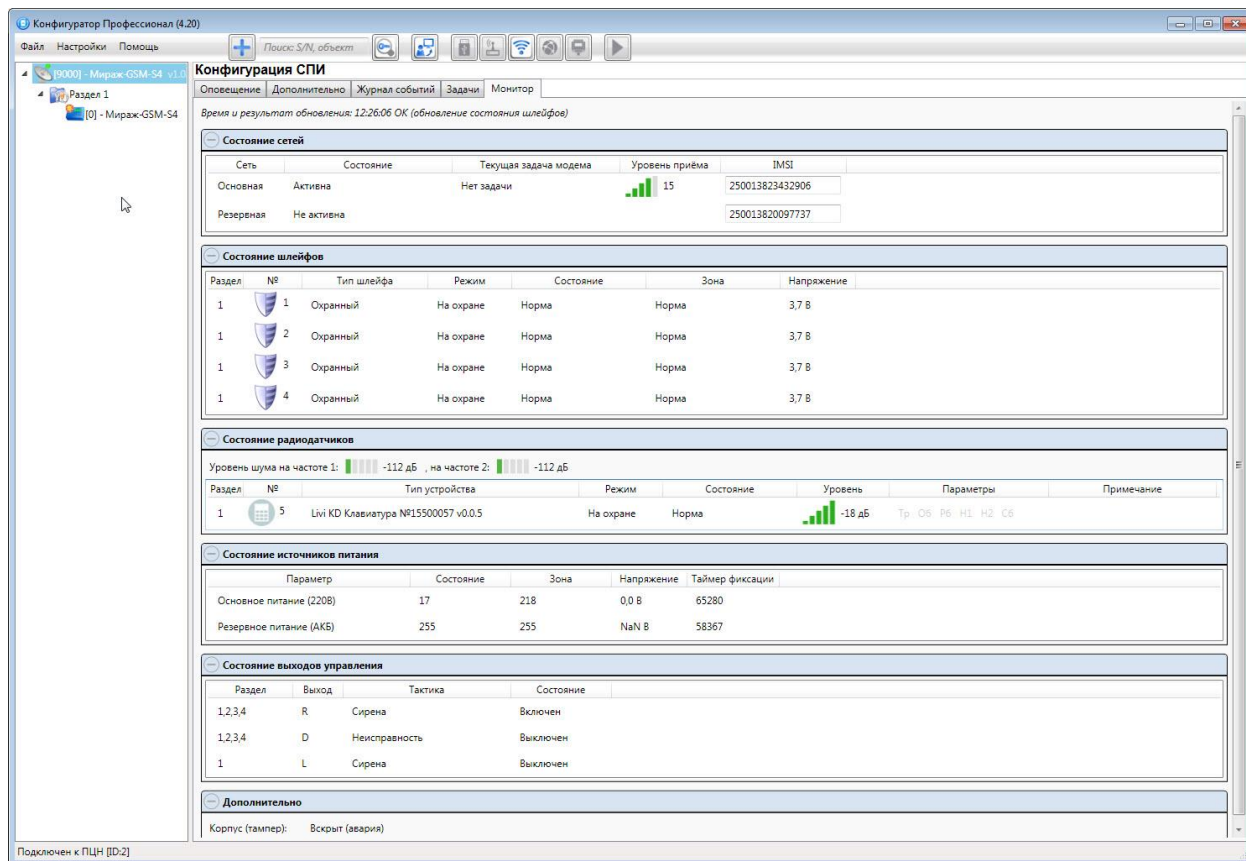 Конфигуратор Профессионал (4.20)
Файл Настройки Помощь Поиск: S/N, объект
[9000] - Мираж-GSM-S4 v1.0
Раздел 1
[0] - Мираж-GSM-S4
Конфигурация СПИ
Оповещение Дополнительно Журнал событий Задачи Монитор
Время и результат обновления: 12:26:06 OK (обновление состояния шлейфов)
Состояние сетей
Сеть Состояние Текущая задача модема Уровень приёма IMSI
Основная Активна Нет задачи 15 250013823432906
Резервная Не активна 250013820097737
Состояние шлейфов
Раздел № Тип шлейфа Режим Состояние Зона Напряжение
1 1 Охранный На охране Норма Норма 3,7 В
1 2 Охранный На охране Норма Норма 3,7 В
1 3 Охранный На охране Норма Норма 3,7 В
1 4 Охранный На охране Норма Норма 3,7 В
Состояние радиодатчиков
Уровень шума на частоте 1: -112 дБ , на частоте 2: -112 дБ
Раздел № Тип устройства Режим Состояние Уровень Параметры Примечание
1 5 Livi KD Клавиатура №15500057 v0.0.5 На охране Норма -18 дБ Тр Об Рб Н1 Н2 Сб
Состояние источников питания
Параметр Состояние Зона Напряжение Таймер фиксации
Основное питание (220В) 17 218 0,0 В 65280
Резервное питание (АКБ) 255 255 NaN В 58367
Состояние выходов управления
Раздел Выход Тактика Состояние
1,2,3,4 R Сирена Включен
1,2,3,4 D Неисправность Выключен
1 L Сирена Выключен
Дополнительно
Корпус (тампер): Вскрыт (авария)
Подключен к ПЦН [ID:2]